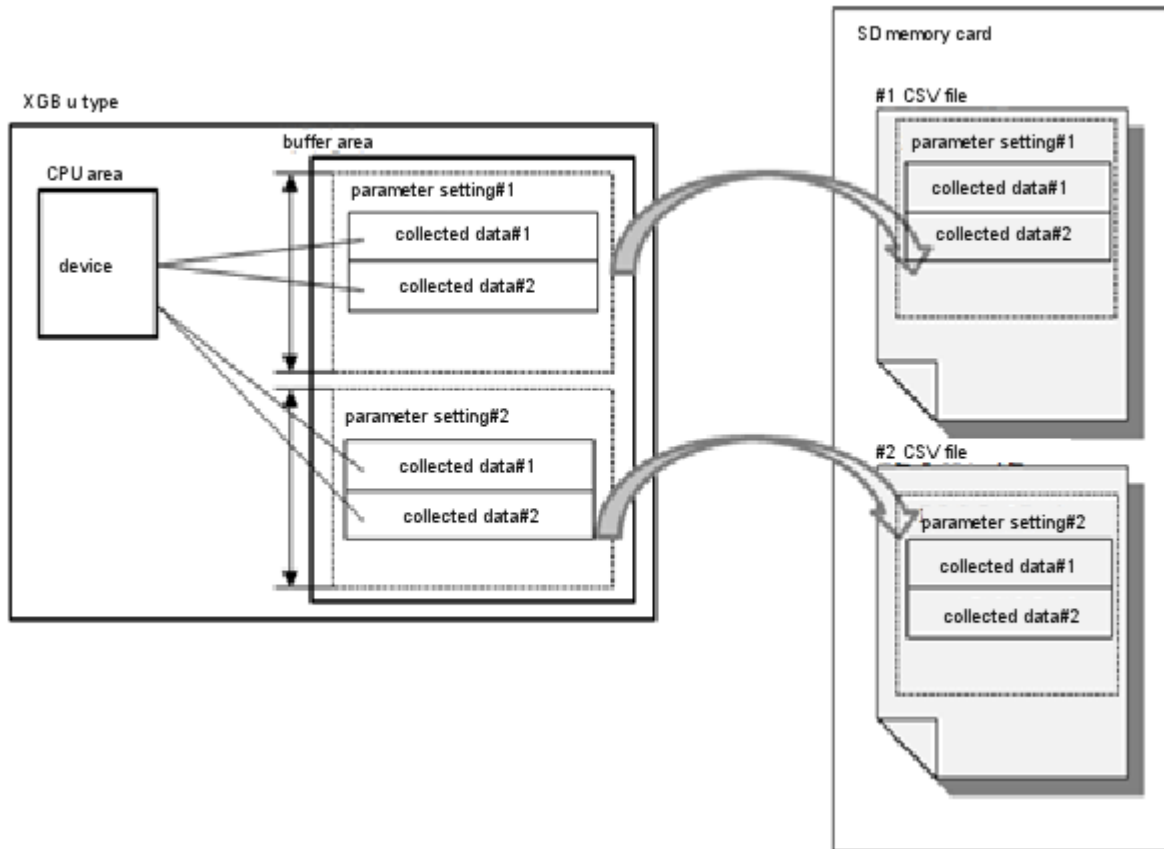 XGB u type
CPU area
device
buffer area
parameter setting#1
collected data#1
collected data#2
parameter setting#2
collected data#1
collected data#2
SD memory card
#1 CSV file
parameter setting#1
collected data#1
collected data#2
#2 CSV file
parameter setting#2
collected data#1
collected data#2